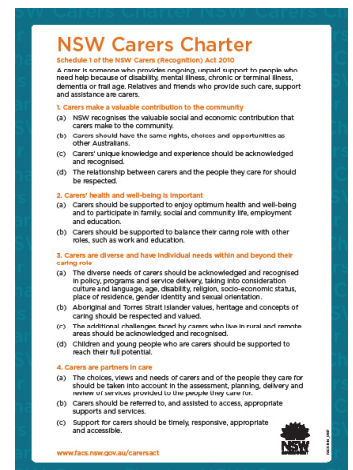 NSW Carers Charter
Schedule 1 of the NSW Carers (Recognition) Act 2010
A carer is someone who provides ongoing, unpaid support to people who
need help because of disability, mental illness, chronic or terminal illness,
dementia or frail age. Relatives and friends who provide such care, support
and assistance are carers.
1. Carers make a valuable contribution to the community
(a) NSW recognises the valuable social and economic contribution that
carers make to the community.
(b) Carers should have the same rights, choices and opportunities as
other Australians.
(c) Carers' unique knowledge and experience should be acknowledged
and recognised.
(d) The relationship between carers and the people they care for should
be respected.
2. Carers' health and well-being is important
(a) Carers should be supported to enjoy optimum health and well-being
and to participate in family, social and community life, employment
and education.
(b) Carers should be supported to balance their caring role with other
roles, such as work and education.
3. Carers are diverse and have individual needs within and beyond their
caring role
(a) The diverse needs of carers should be acknowledged and recognised
in policy, programs and service delivery, taking into consideration
culture and language, age, disability, religion, socio-economic status,
place of residence, gender identity and sexual orientation.
(b) Aboriginal and Torres Strait Islander values, heritage and concepts of
caring should be respected and valued.
(c) The additional challenges faced by carers who live in rural and remote
areas should be acknowledged and recognised.
(d) Children and young people who are carers should be supported to
reach their full potential.
4. Carers are partners in care
(a) The choices, views and needs of carers and of the people they care for
should be taken into account in the assessment, planning, delivery and
review of services provided to the people they care for.
(b) Carers should be referred to, and assisted to access, appropriate
supports and services.
(c) Support for carers should be timely, responsive, appropriate
and accessible.
www.facs.nsw.gov.au/carersact
NSW